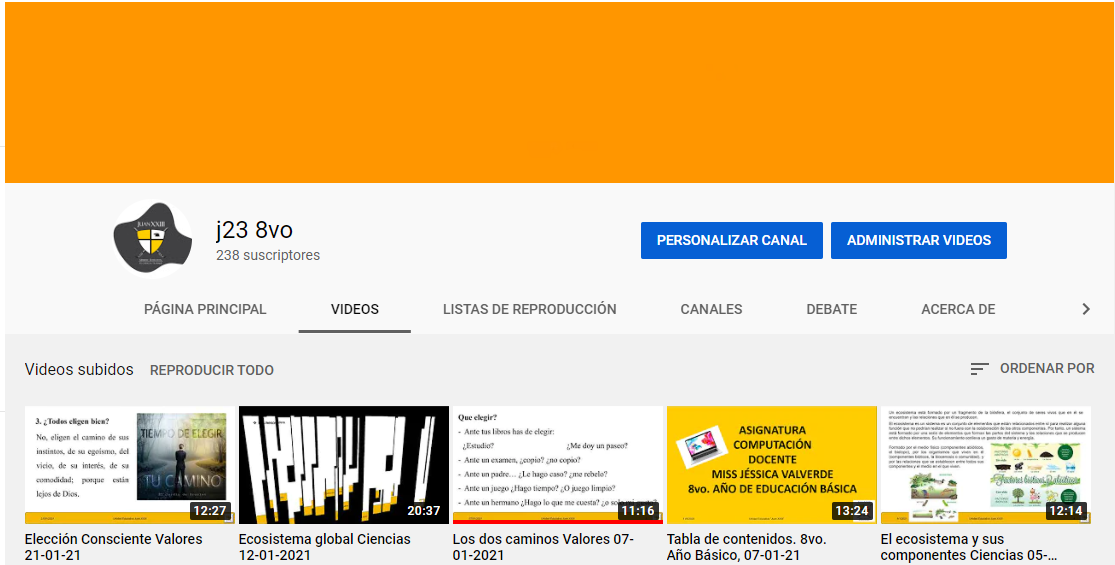 JUAN XXIII
j23 8vo
238 suscriptores
PERSONALIZAR CANAL
ADMINISTRAR VIDEOS
PÁGINA PRINCIPAL
VIDEOS
LISTAS DE REPRODUCCIÓN
CANALES
DEBATE
ACERCA DE
Videos subidos
REPRODUCIR TODO
ORDENAR POR
3. ¿Todos eligen bien?
No, eligen el camino de sus
instintos, de su egoísmo, del
vicio, de su interés, de su
comodidad; porque están
lejos de Dios.
TIEMPO DE ELEGIR
TU CAMINO
12:27
Elección Consciente Valores
21-01-21
20:37
Ecosistema global Ciencias
12-01-2021
Que elegir?
- Ante tus libros has de elegir:
¿Estudio? ¿Me doy un paseo?
- Ante un examen, ¿copio? ¿no copio?
- Ante un padre… ¿Le hago caso? ¿me rebelo?
- Ante un juego ¿Hago tiempo? ¿O juego limpio?
- Ante un hermano ¿Hago lo que me cuesta? ¿o
11:16
Los dos caminos Valores 07-
01-2021
ASIGNATURA
COMPUTACIÓN
DOCENTE
MISS JÉSSICA VALVERDE
8vo. AÑO DE EDUCACIÓN BÁSICA
13:24
Tabla de contenidos. 8vo.
Año Básico, 07-01-21
12:14
El ecosistema y sus
componentes Ciencias 05-…